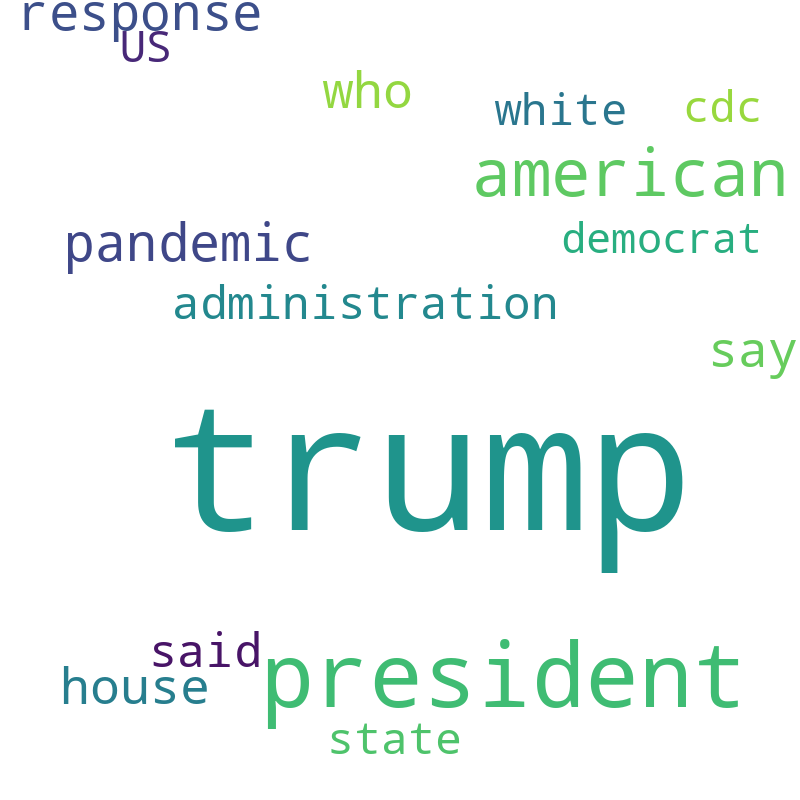 response
US
who
white
cdc
american
pandemic
democrat
administration
say
trump
said
president
house
state